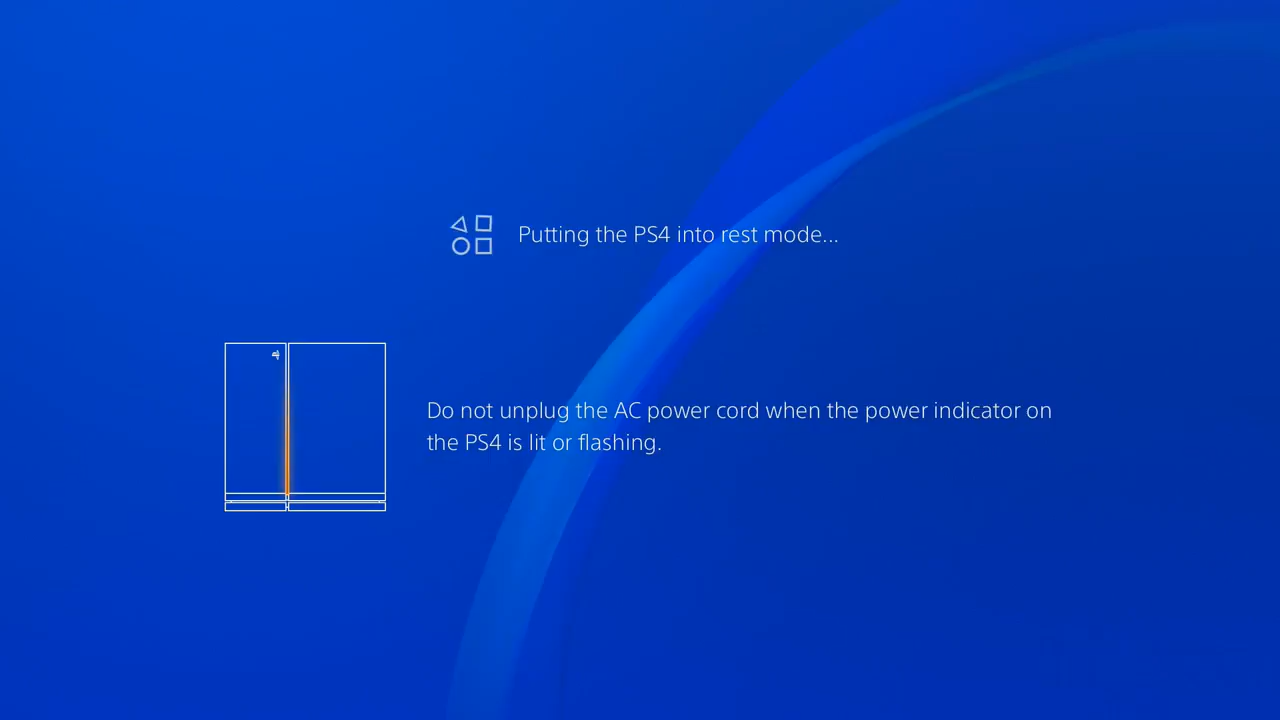 Putting the PS4 into rest mode...
Do not unplug the AC power cord when the power indicator on
the PS4 is lit or flashing.